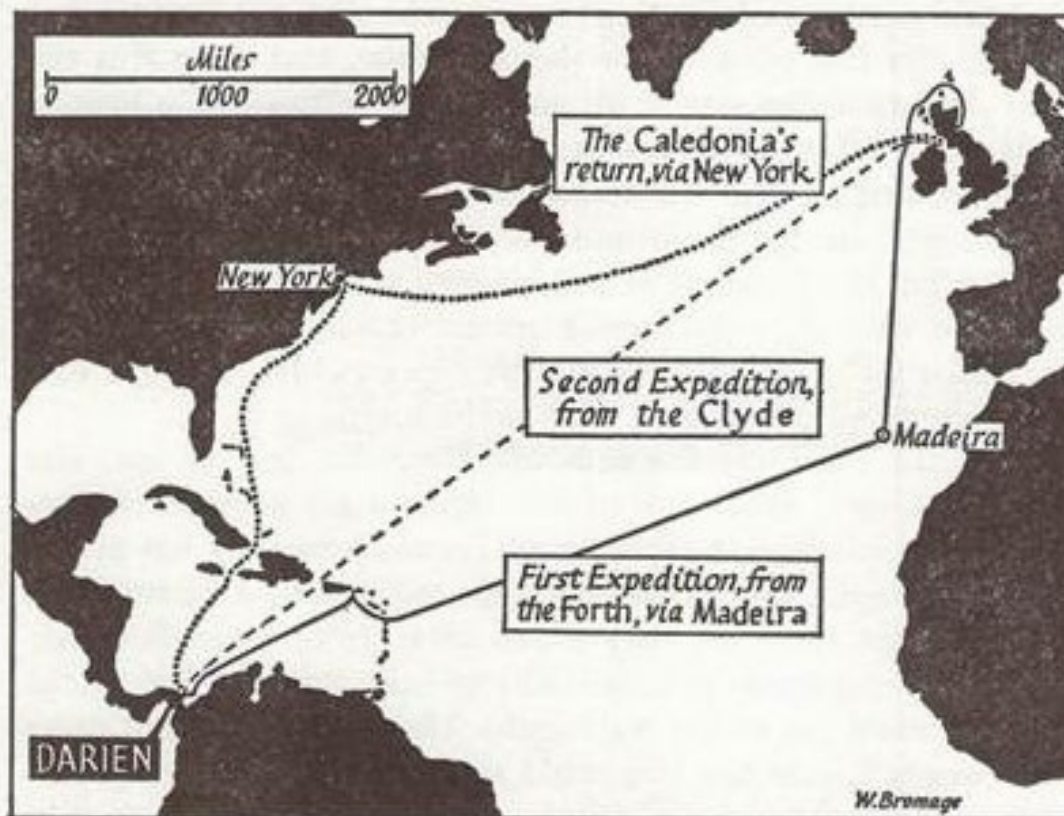 Miles
0 1000 2000
The Caledonia's
return, via New York
New York
Second Expedition,
from the Clyde
Madeira
First Expedition, from
the Forth, via Madeira
DARIEN
W. Bromage